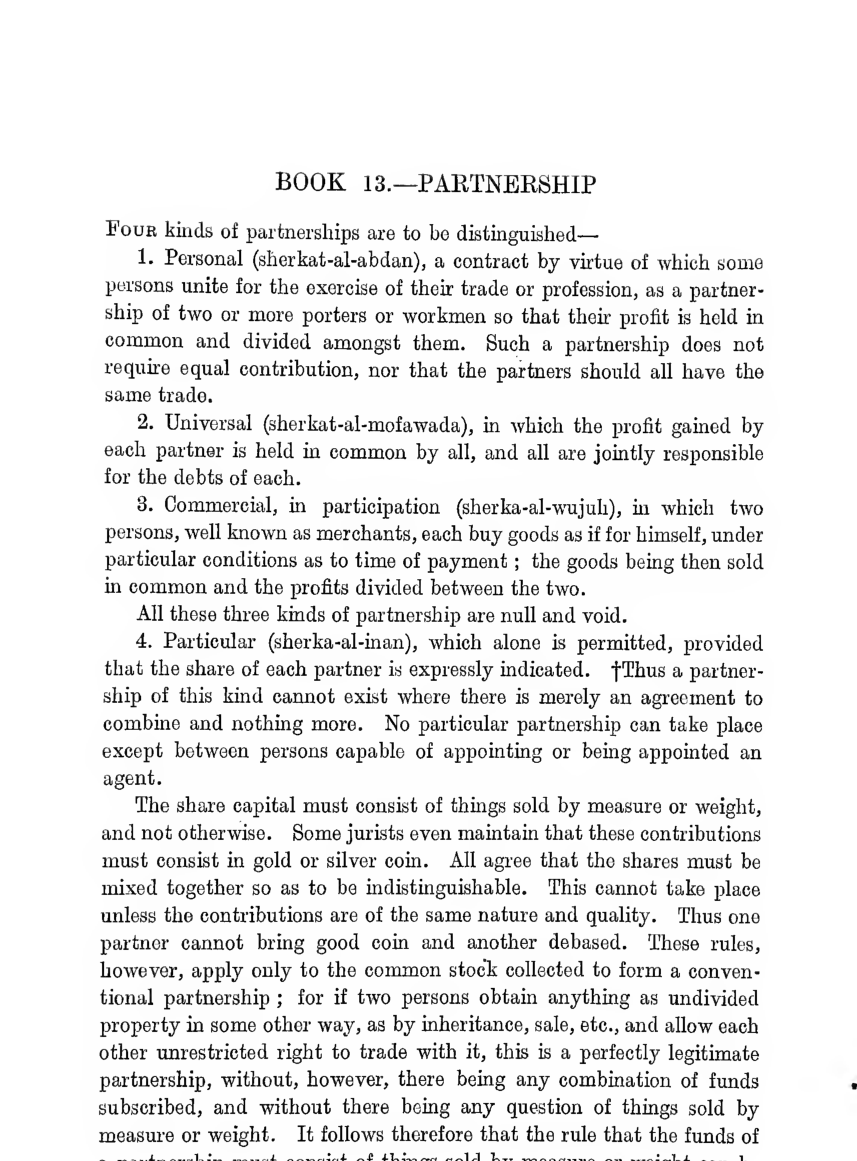 BOOK 13.—PARTNERSHIP
FOUR kinds of partnerships are to be distinguished—
1. Personal (sherkat-al-abdan), a contract by virtue of which some
persons unite for the exercise of their trade or profession, as a partner-
ship of two or more porters or workmen so that their profit is held in
common and divided amongst them. Such a partnership does not
require equal contribution, nor that the partners should all have the
same trade.
2. Universal (sherkat-al-mofawada), in which the profit gained by
each partner is held in common by all, and all are jointly responsible
for the debts of each.
3. Commercial, in participation (sherka-al-wujuh), in which two
persons, well known as merchants, each buy goods as if for himself, under
particular conditions as to time of payment ; the goods being then sold
in common and the profits divided between the two.
All these three kinds of partnership are null and void.
4. Particular (sherka-al-inan), which alone is permitted, provided
that the share of each partner is expressly indicated. †Thus a partner-
ship of this kind cannot exist where there is merely an agreement to
combine and nothing more. No particular partnership can take place
except between persons capable of appointing or being appointed an
agent.
The share capital must consist of things sold by measure or weight,
and not otherwise. Some jurists even maintain that these contributions
must consist in gold or silver coin. All agree that the shares must be
mixed together so as to be indistinguishable. This cannot take place
unless the contributions are of the same nature and quality. Thus one
partner cannot bring good coin and another debased. These rules,
however, apply only to the common stock collected to form a conven-
tional partnership ; for if two persons obtain anything as undivided
property in some other way, as by inheritance, sale, etc., and allow each
other unrestricted right to trade with it, this is a perfectly legitimate
partnership, without, however, there being any combination of funds
subscribed, and without there being any question of things sold by
measure or weight. It follows therefore that the rule that the funds of
a partnership must consist of things sold by measure or weight